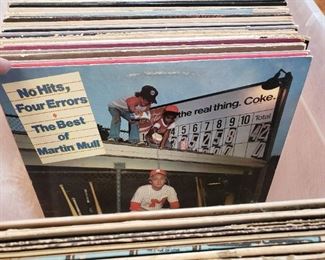 No Hits,
Four Errors
The Best
of
Martin Mull
the real thing. Coke.
1 2 3 4 5 6 7 8 9 10 Total